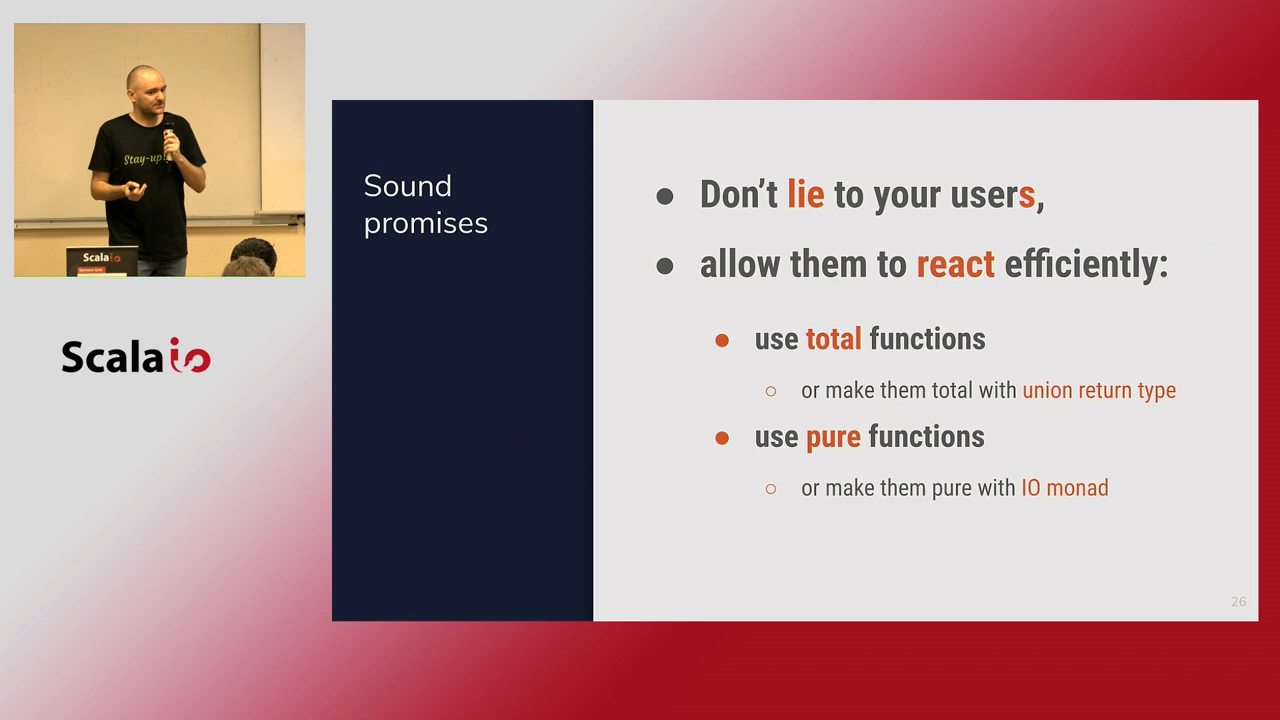 Stay-up!
Scala io
Scala io
Sound
promises
● Don't lie to your users,
● allow them to react efficiently:
● use total functions
○ or make them total with union return type
● use pure functions
○ or make them pure with IO monad
26